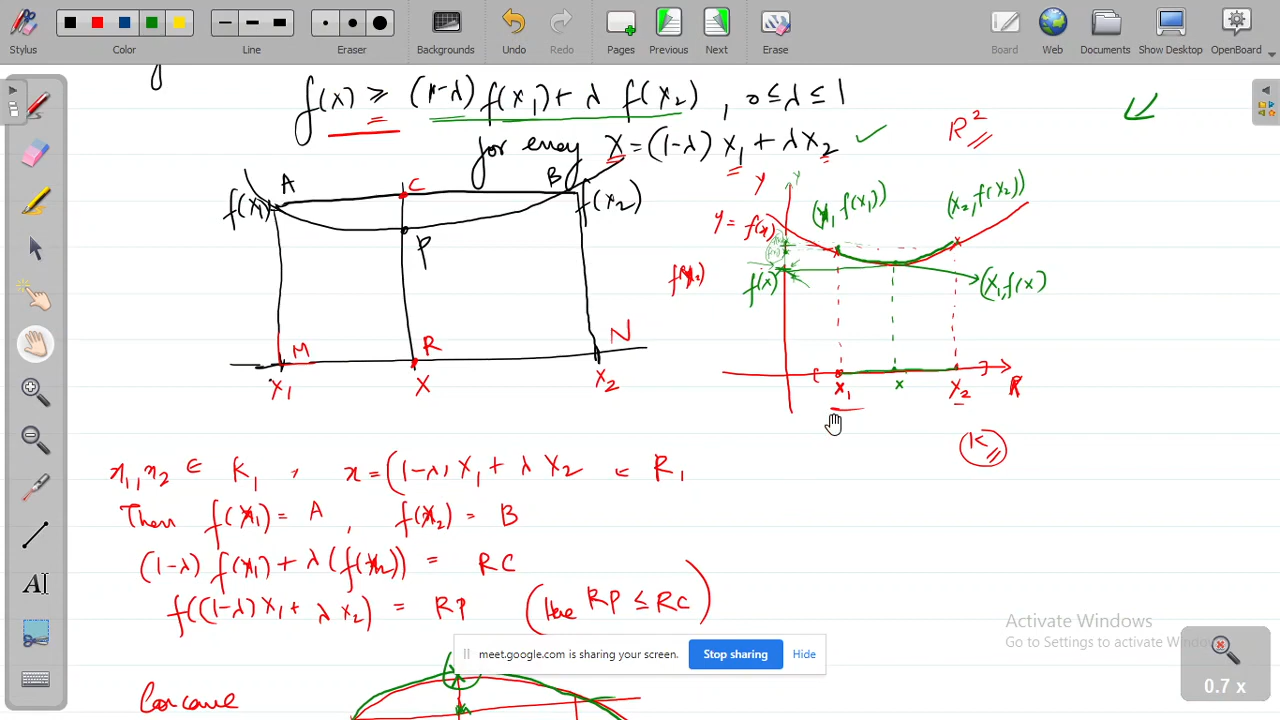 Stylus Color Line Eraser Backgrounds Undo Redo Pages Previous Next Erase Board Web Documents Show Desktop OpenBoard
f(x) ≥ (1-λ) f(x1) + λ f(x2) , 0 ≤ λ ≤ 1
for every X = (1-λ) X1 + λX2 ✓
R²
A C B
f(x1) f(x2)
P
M R N
X1 X X2
Y Y
y = f(x) (x1 f(x1)) (x2, f(x2))
f(x2) f(x) (X1, f(x)
X1 x X2 R
K
x1, x2 ∈ K1 , x = (1-λ) X1 + λ X2 ∈ R1
Then f(x1) = A , f(x2) = B
(1-λ) f(x1) + λ (f(x2)) = RC
f((1-λ) X1 + λ X2) = RP (Here RP ≤ RC)
Activate Windows
Go to Settings to activate Windows.
meet.google.com is sharing your screen. Stop sharing Hide
0.7 x
Concave